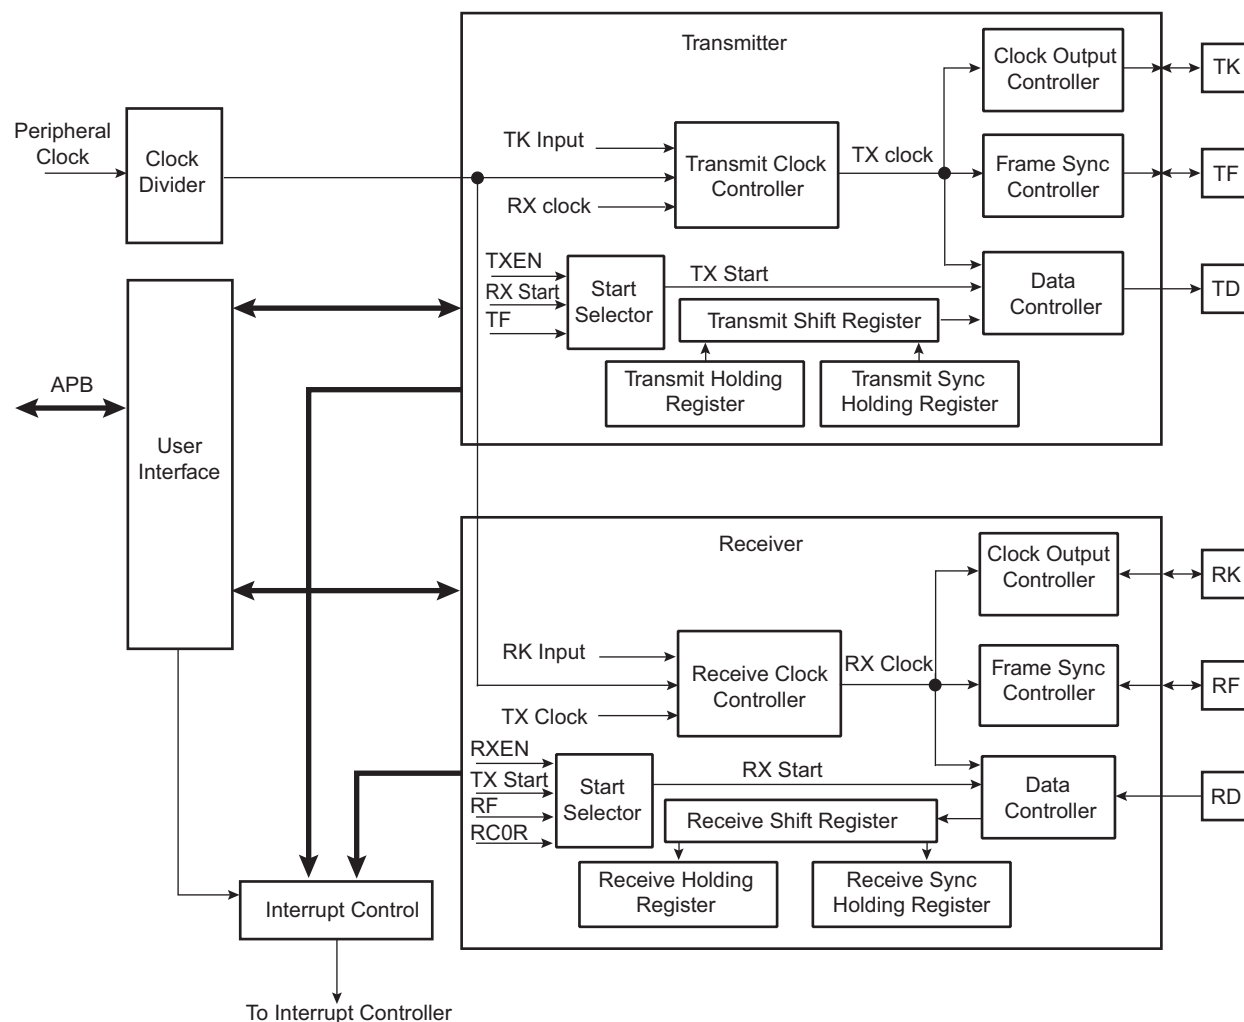 Transmitter
Clock Output
Controller
TK
Peripheral
Clock
Clock
Divider
TK Input
Transmit Clock
Controller
TX clock
Frame Sync
Controller
TF
RX clock
TXEN
RX Start
TF
Start
Selector
TX Start
Data
Controller
TD
Transmit Shift Register
Transmit Holding
Register
Transmit Sync
Holding Register
APB
User
Interface
Receiver
Clock Output
Controller
RK
RK Input
Receive Clock
Controller
RX Clock
Frame Sync
Controller
RF
TX Clock
RXEN
TX Start
RF
RC0R
Start
Selector
RX Start
Data
Controller
RD
Receive Shift Register
Receive Holding
Register
Receive Sync
Holding Register
Interrupt Control
To Interrupt Controller